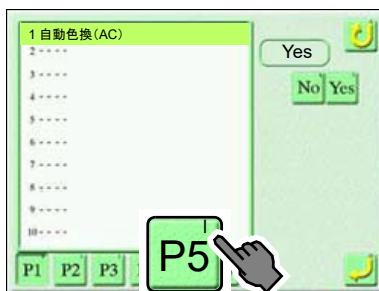 1 自動色換(AC)
2 - - - -
3 - - - -
4 - - - -
5 - - - -
6 - - - -
7 - - - -
8 - - - -
9 - - - -
10 - - - -
Yes
No Yes
P1 P2 P3
P5